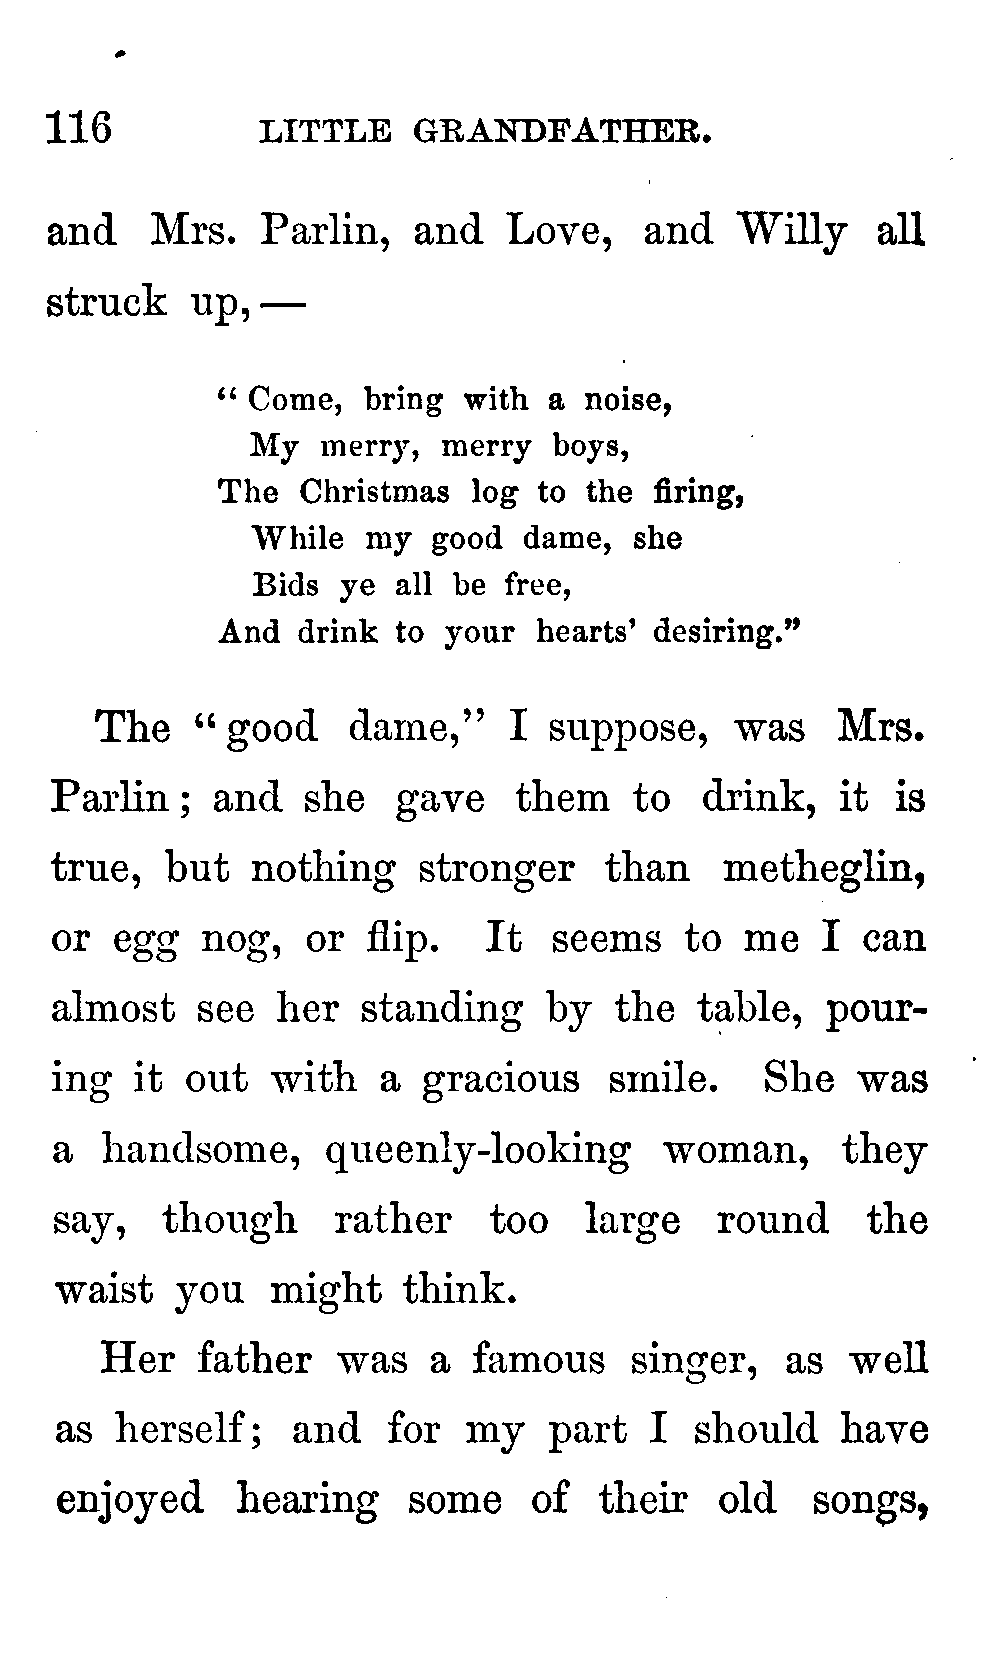 116 LITTLE GRANDFATHER.
and Mrs. Parlin, and Love, and Willy all
struck up, —
“ Come, bring with a noise,
My merry, merry boys,
The Christmas log to the firing,
While my good dame, she
Bids ye all be free,
And drink to your hearts’ desiring.”
The “ good dame,” I suppose, was Mrs.
Parlin ; and she gave them to drink, it is
true, but nothing stronger than metheglin,
or egg nog, or flip. It seems to me I can
almost see her standing by the table, pour-
ing it out with a gracious smile. She was
a handsome, queenly-looking woman, they
say, though rather too large round the
waist you might think.
Her father was a famous singer, as well
as herself ; and for my part I should have
enjoyed hearing some of their old songs,